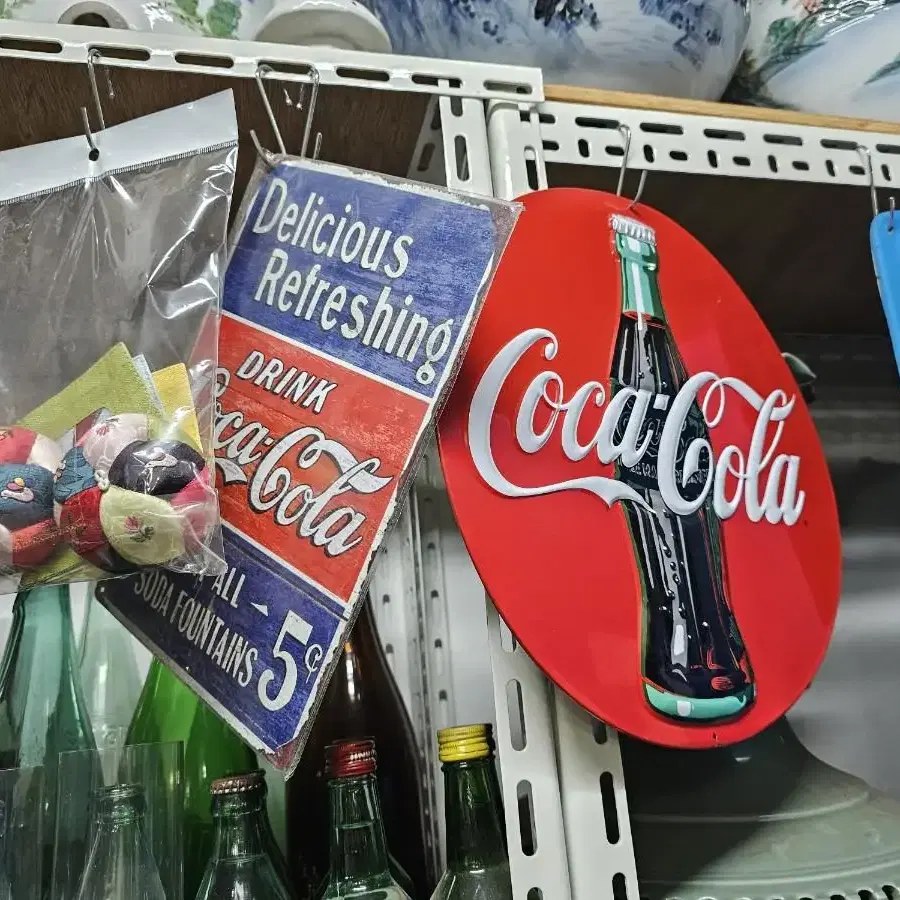 Delicious
Refreshing
DRINK
Coca-Cola
ALL
SODA FOUNTAINS
5¢
Coca-Cola